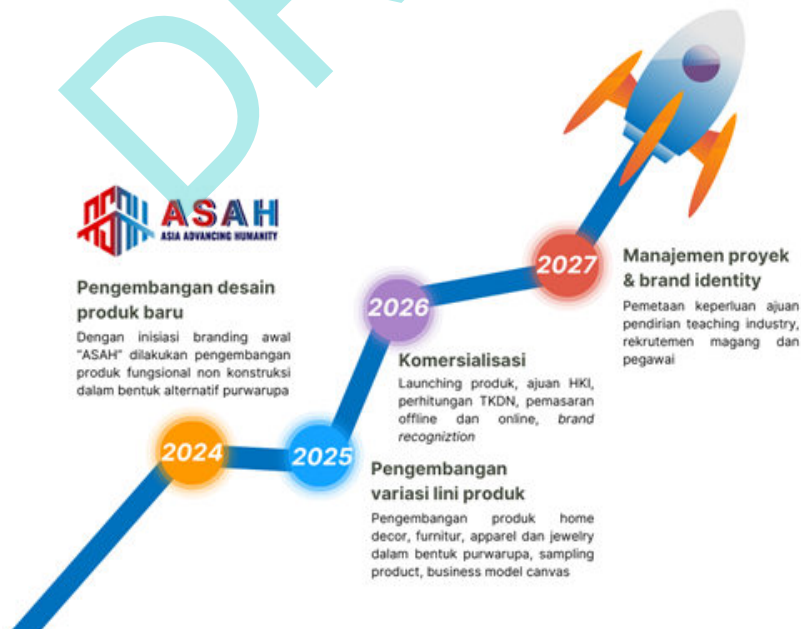 ASAH
ASIA ADVANCING HUMANITY
Pengembangan desain
produk baru
Dengan inisiasi branding awal
"ASAH" dilakukan pengembangan
produk fungsional non konstruksi
dalam bentuk alternatif purwarupa
2024
2025
Pengembangan
variasi lini produk
Pengembangan produk home
decor, furnitur, apparel dan jewelry
dalam bentuk purwarupa, sampling
product, business model canvas
2026
Komersialisasi
Launching produk, ajuan HKI,
perhitungan TKDN, pemasaran
offline dan online, brand
recogniztion
2027
Manajemen proyek
& brand identity
Pemetaan keperluan ajuan
pendirian teaching industry,
rekrutemen magang dan
pegawai